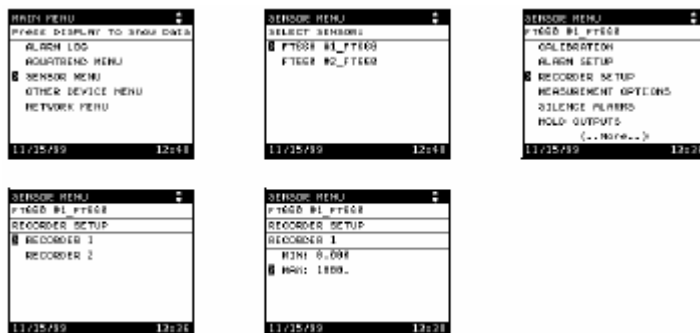 MAIN MENU
Press DISPLAY To Show Data
ALARM LOG
AQUATREND MENU
SENSOR MENU
OTHER DEVICE MENU
NETWORK MENU
11/15/99 12:40
SENSOR MENU
SELECT SENSOR:
FT660 #1_FT660
FT660 #2_FT660
11/15/99 12:40
SENSOR MENU
FT660 #1_FT660
CALIBRATION
ALARM SETUP
RECORDER SETUP
MEASUREMENT OPTIONS
SILENCE ALARMS
HOLD OUTPUTS
(..More..)
11/15/99
SENSOR MENU
FT660 #1_FT660
RECORDER SETUP
RECORDER 1
RECORDER 2
11/15/99 13:26
SENSOR MENU
FT660 #1_FT660
RECORDER SETUP
RECORDER 1
MIN: 0.000
MAX: 1000.
11/15/99